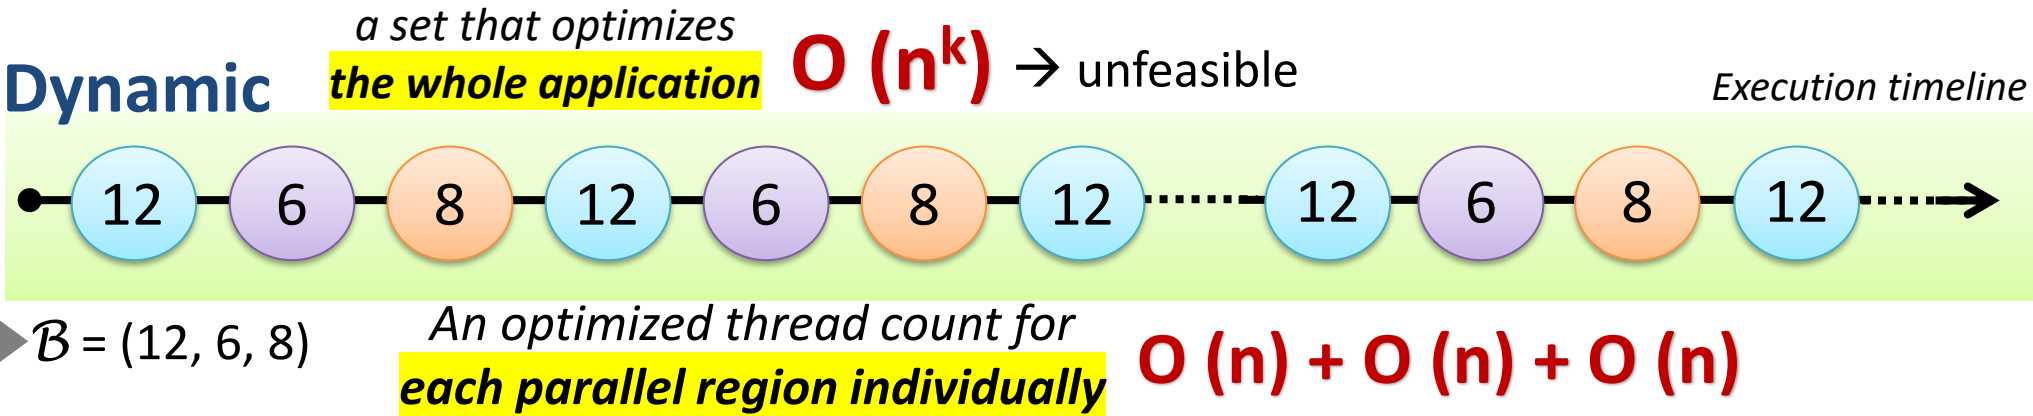 a set that optimizes
the whole application
O (nᵏ) → unfeasible
Dynamic
Execution timeline
12 6 8 12 6 8 12 12 6 8 12
ℬ = (12, 6, 8)
An optimized thread count for
each parallel region individually
O (n) + O (n) + O (n)